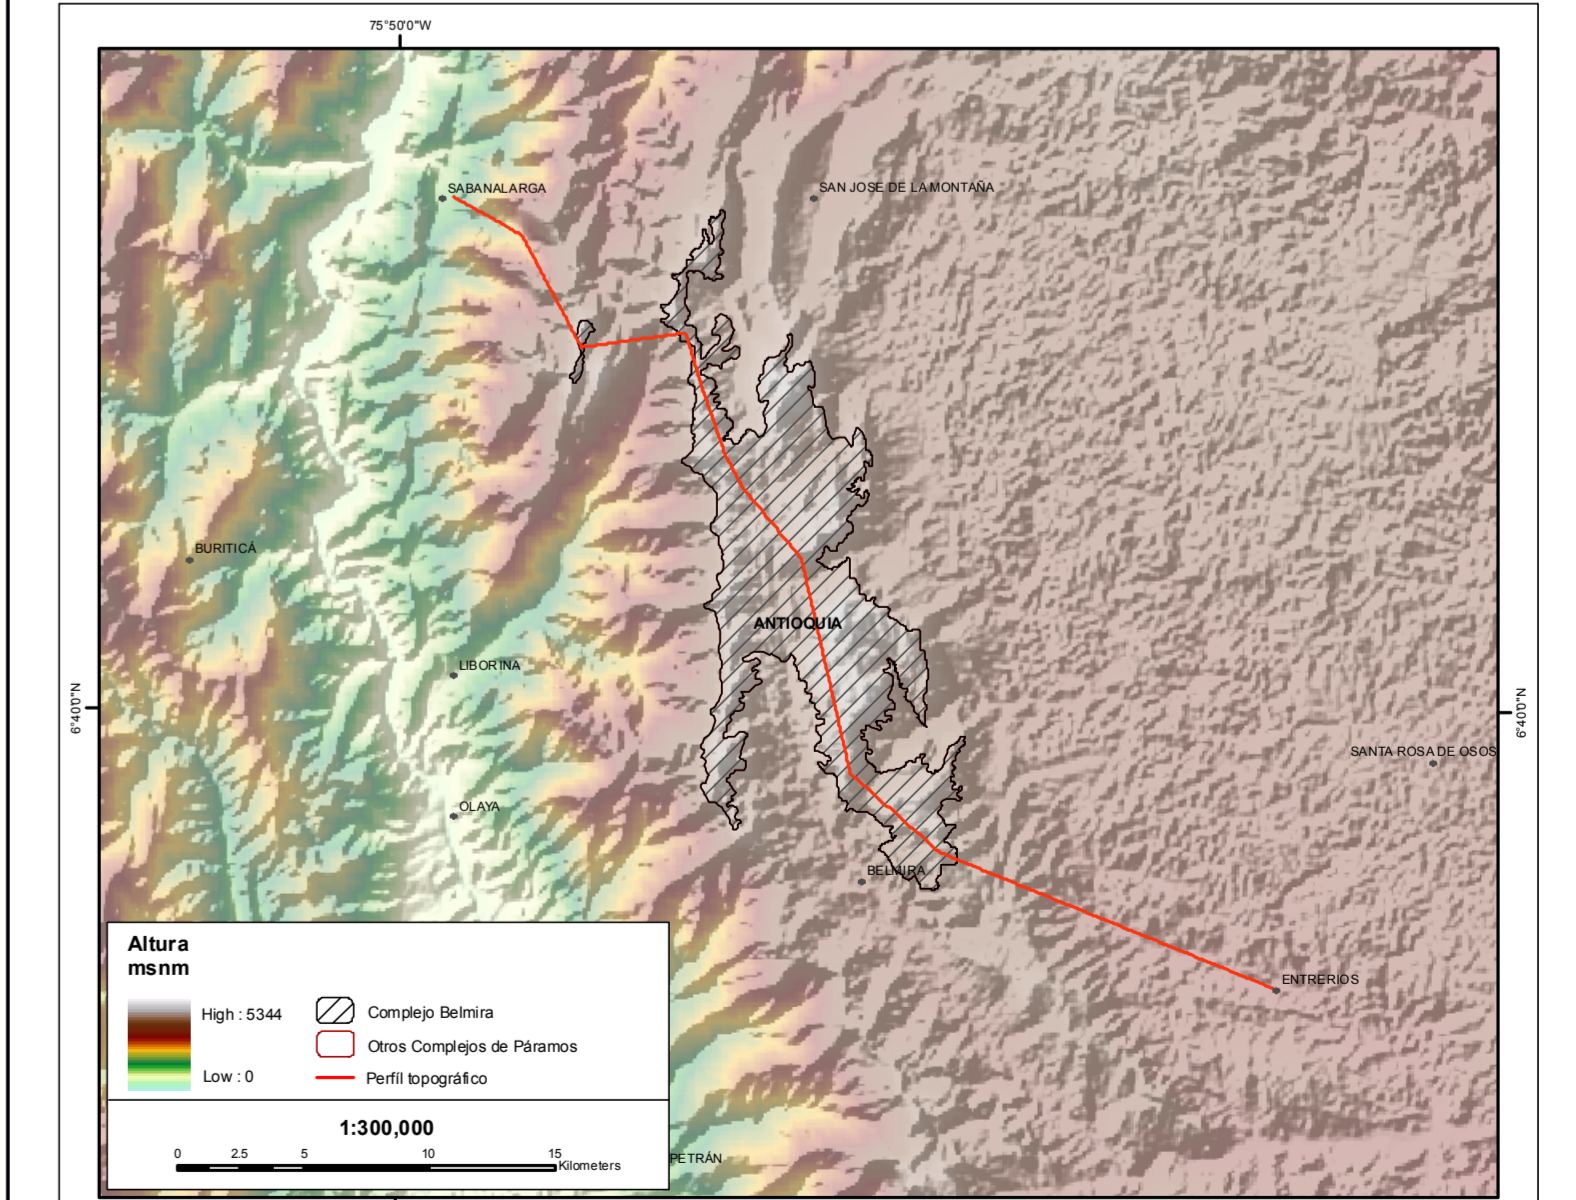 75°50'0"W
SABANALARGA
SAN JOSE DE LA MONTAÑA
BURITICÁ
ANTIOQUIA
LIBORINA
6°40'0"N
6°40'0"N
SANTA ROSA DE OSOS
OLAYA
BELMIRA
ENTRERIOS
Altura
msnm
High : 5344
Low : 0
Complejo Belmira
Otros Complejos de Páramos
Perfíl topográfico
1:300,000
0 2.5 5 10 15
Kilometers
PETRÁN